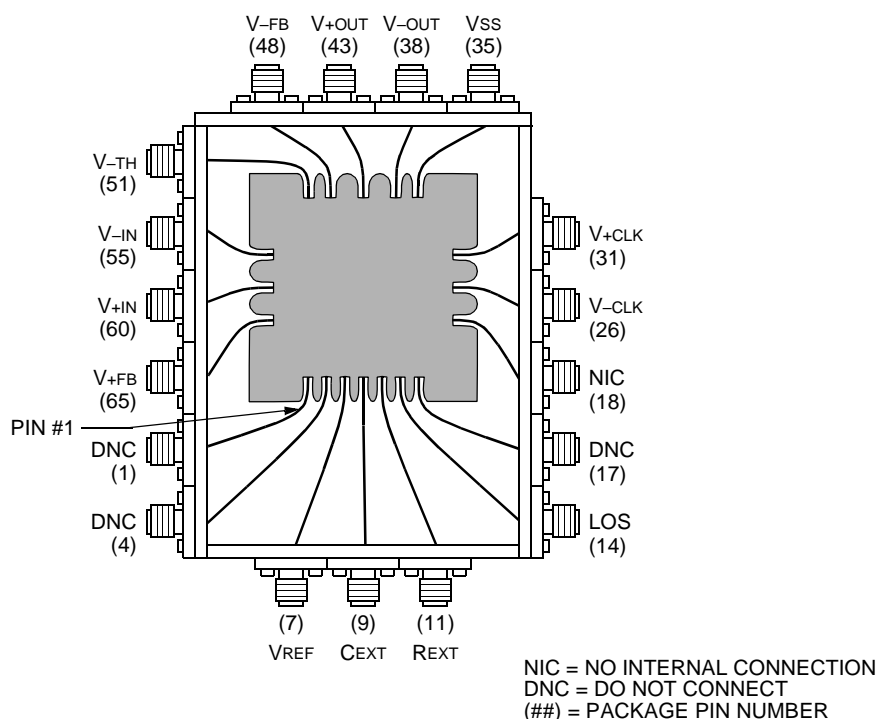 V–FB
(48)
V+OUT
(43)
V–OUT
(38)
VSS
(35)
V–TH
(51)
V–IN
(55)
V+IN
(60)
V+FB
(65)
PIN #1
DNC
(1)
DNC
(4)
V+CLK
(31)
V–CLK
(26)
NIC
(18)
DNC
(17)
LOS
(14)
(7)
VREF
(9)
CEXT
(11)
REXT
NIC = NO INTERNAL CONNECTION
DNC = DO NOT CONNECT
(##) = PACKAGE PIN NUMBER